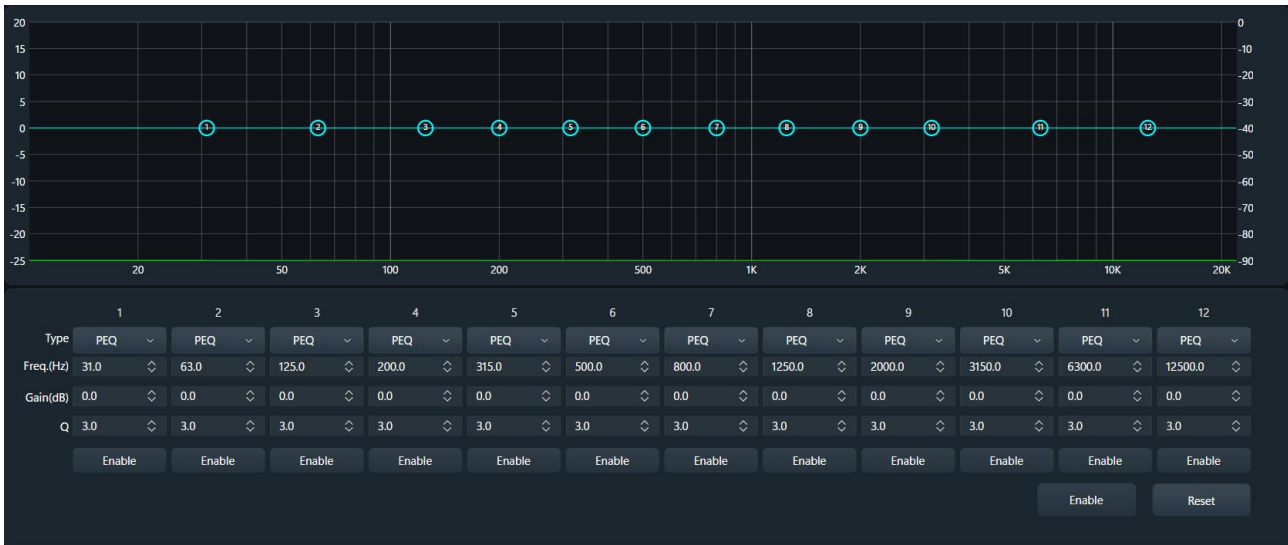 20 0
15 -10
10 -20
5 -30
0 1 2 3 4 5 6 7 8 9 10 11 12 -40
-5 -50
-10 -60
-15 -70
-20 -80
-25 -90
20 50 100 200 500 1K 2K 5K 10K 20K
1 2 3 4 5 6 7 8 9 10 11 12
Type PEQ PEQ PEQ PEQ PEQ PEQ PEQ PEQ PEQ PEQ PEQ PEQ
Freq.(Hz) 31.0 63.0 125.0 200.0 315.0 500.0 800.0 1250.0 2000.0 3150.0 6300.0 12500.0
Gain(dB) 0.0 0.0 0.0 0.0 0.0 0.0 0.0 0.0 0.0 0.0 0.0 0.0
Q 3.0 3.0 3.0 3.0 3.0 3.0 3.0 3.0 3.0 3.0 3.0 3.0
Enable Enable Enable Enable Enable Enable Enable Enable Enable Enable Enable Enable
Enable Reset